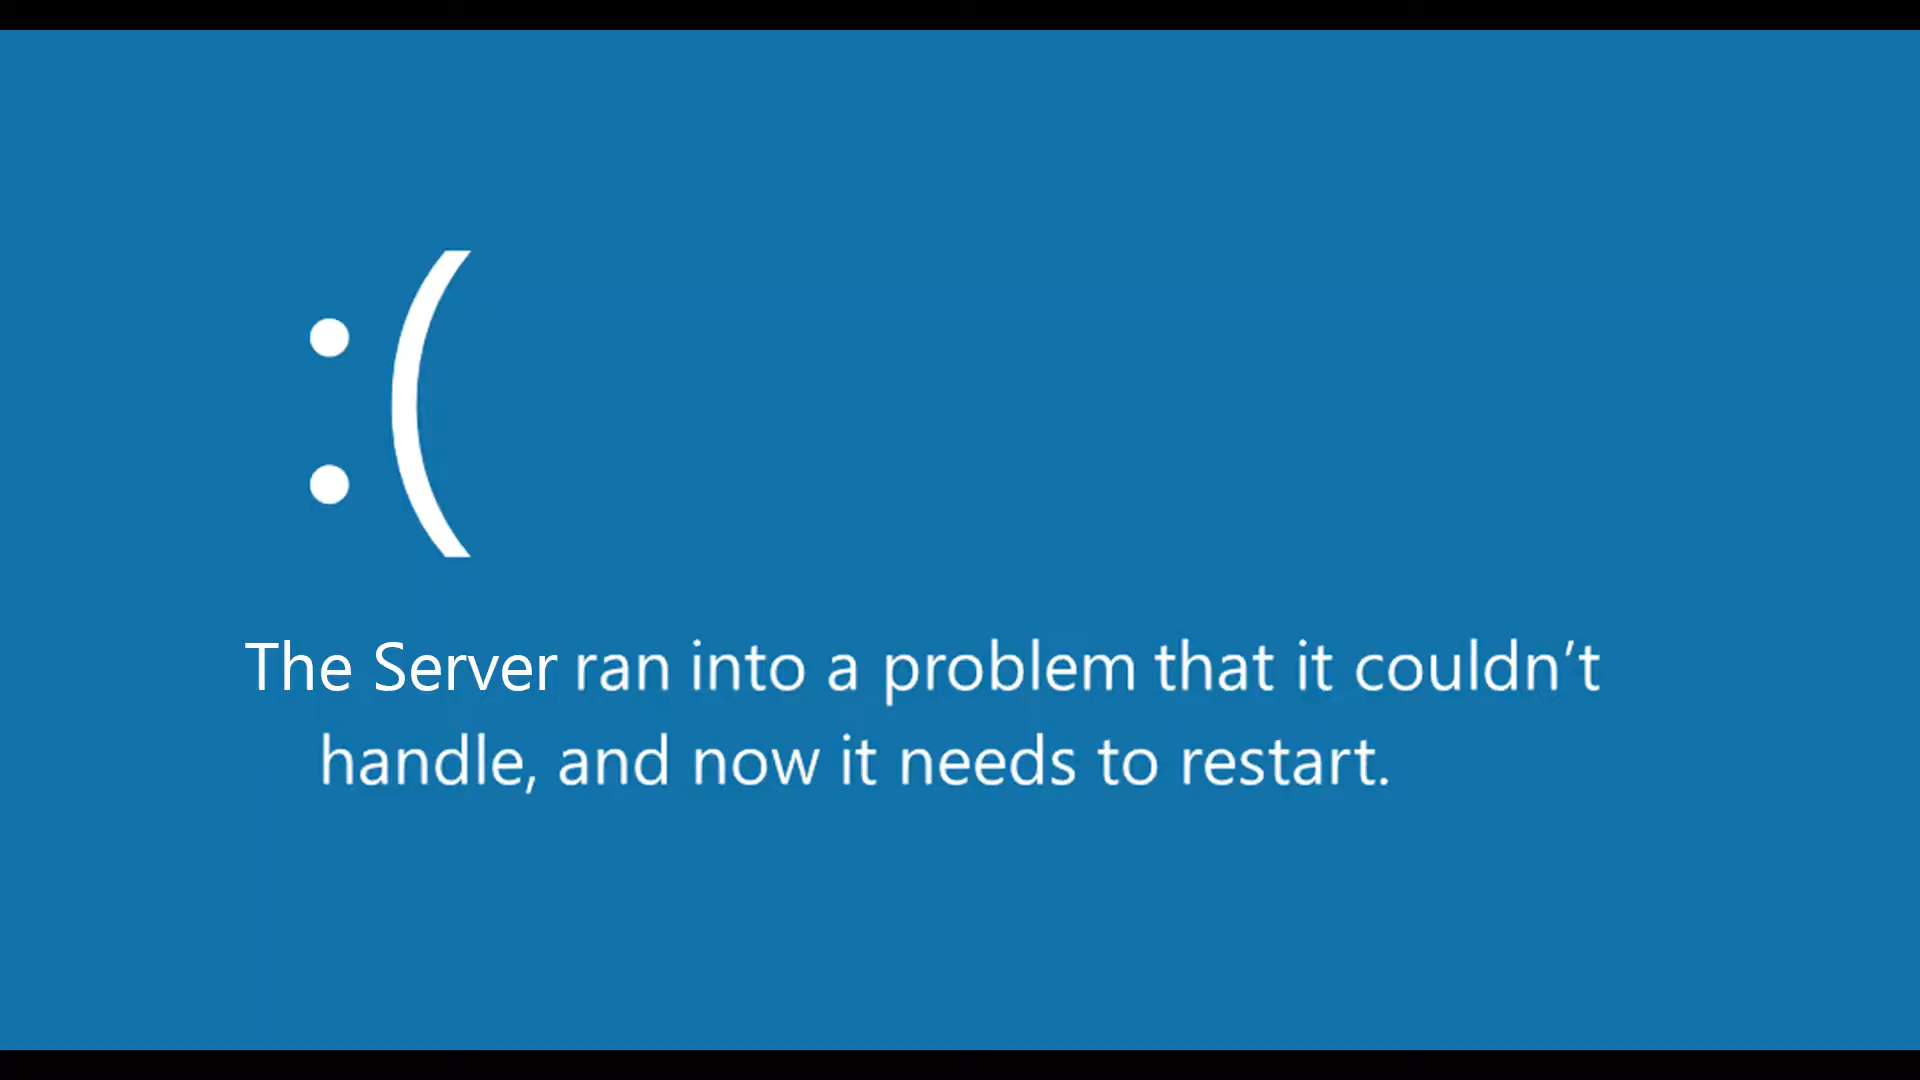 :(
The Server ran into a problem that it couldn’t
handle, and now it needs to restart.